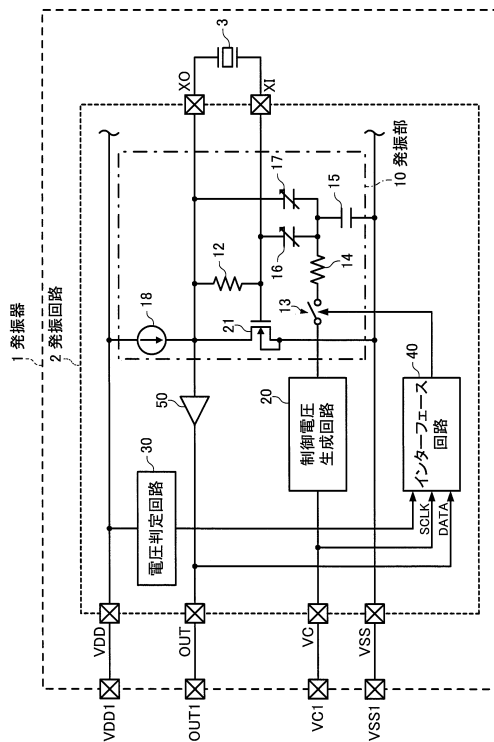 1 発振器
2 発振回路
VDD1
VDD
30
電圧判定回路
50
18
12
21
10 発振部
17
16
15
14
13
XO
XI
3
OUT1
OUT
20
制御電圧
生成回路
40
インターフェース
回路
SCLK
DATA
VC1
VC
VSS1
VSS